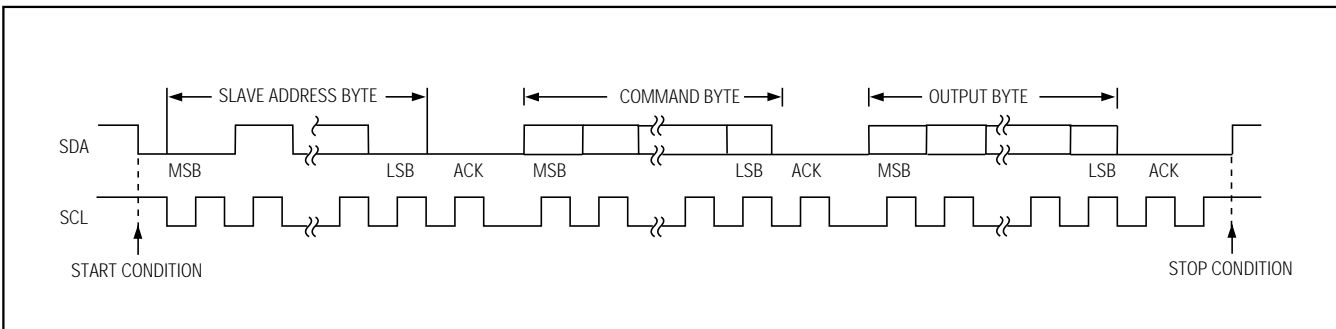 SLAVE ADDRESS BYTE COMMAND BYTE OUTPUT BYTE
SDA
MSB LSB ACK MSB LSB ACK MSB LSB ACK
SCL
START CONDITION STOP CONDITION